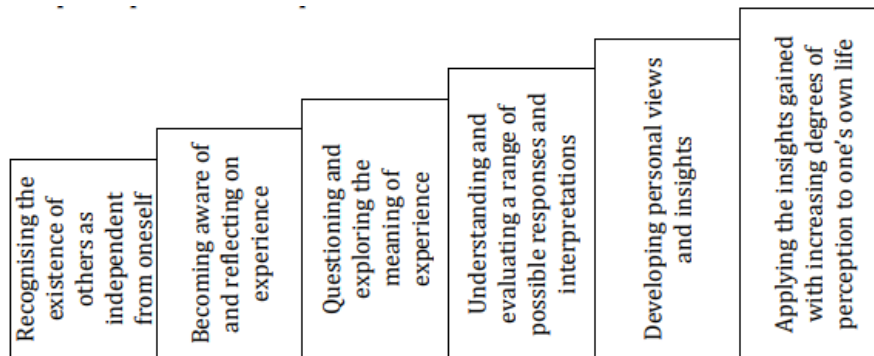 Recognising the
existence of
others as
independent
from oneself
Becoming aware of
and reflecting on
experience
Questioning and
exploring the
meaning of
experience
Understanding and
evaluating a range of
possible responses and
interpretations
Developing personal views
and insights
Applying the insights gained
with increasing degrees of
perception to one's own life